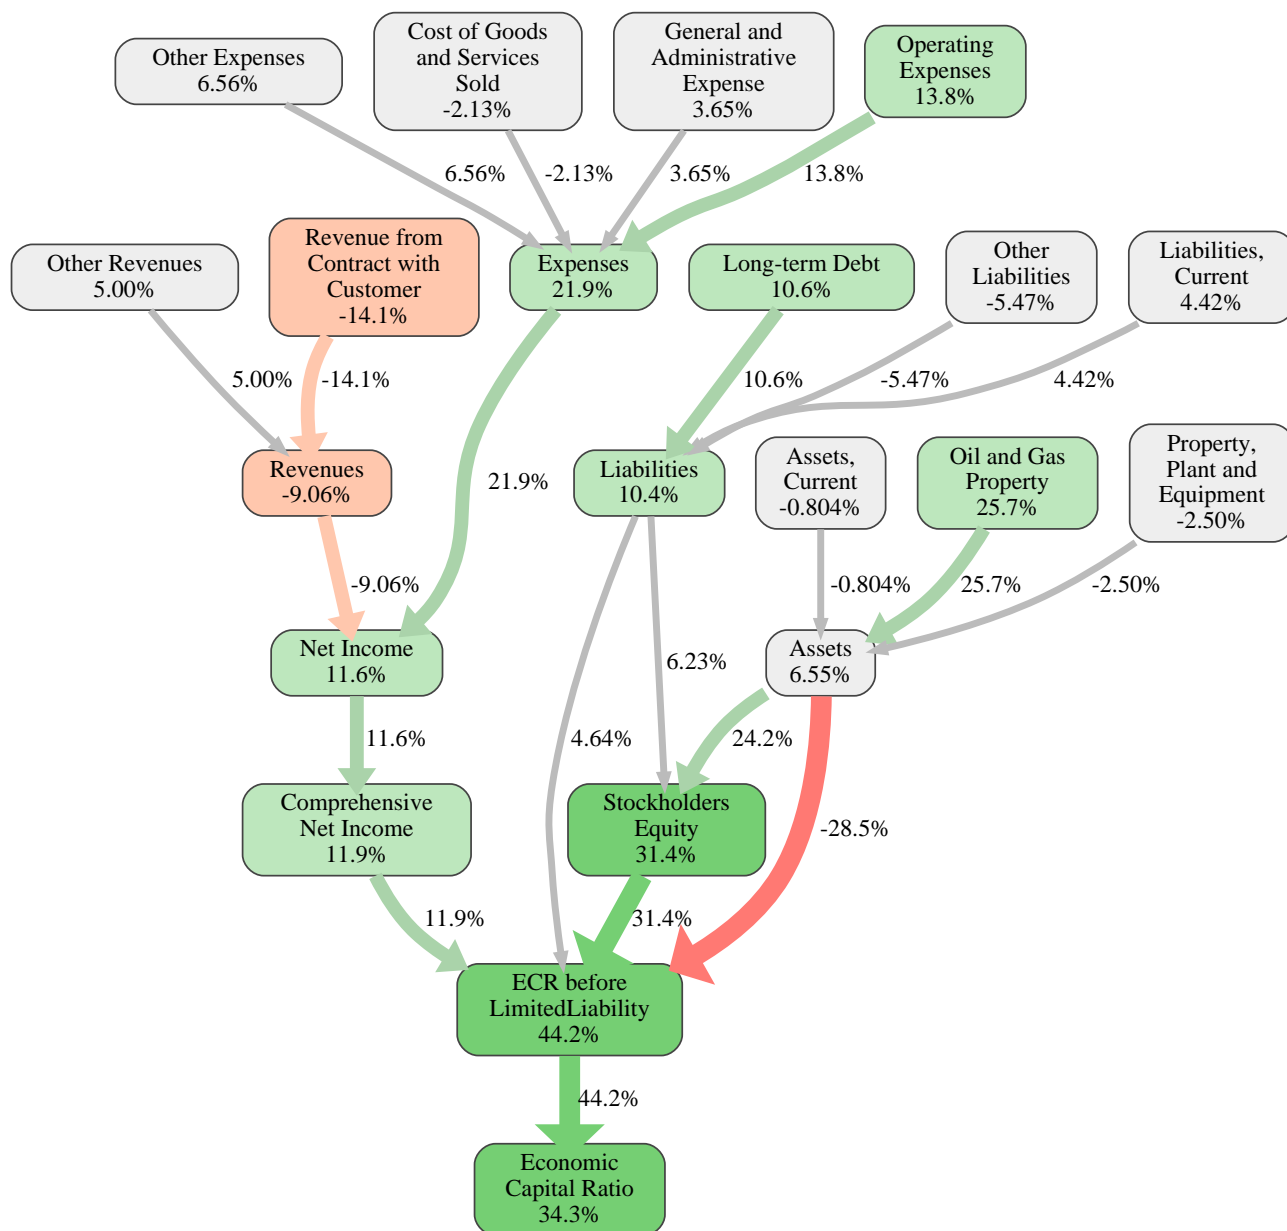 Other Expenses
6.56%
Cost of Goods
and Services
Sold
-2.13%
General and
Administrative
Expense
3.65%
Operating
Expenses
13.8%
6.56%
-2.13%
3.65%
13.8%
Other Revenues
5.00%
Revenue from
Contract with
Customer
-14.1%
Expenses
21.9%
Long-term Debt
10.6%
Other
Liabilities
-5.47%
Liabilities,
Current
4.42%
5.00%
-14.1%
10.6%
-5.47%
4.42%
Revenues
-9.06%
21.9%
Liabilities
10.4%
Assets,
Current
-0.804%
Oil and Gas
Property
25.7%
Property,
Plant and
Equipment
-2.50%
-9.06%
-0.804%
25.7%
-2.50%
Net Income
11.6%
6.23%
Assets
6.55%
11.6%
4.64%
24.2%
Comprehensive
Net Income
11.9%
Stockholders
Equity
31.4%
-28.5%
11.9%
31.4%
ECR before
LimitedLiability
44.2%
44.2%
Economic
Capital Ratio
34.3%